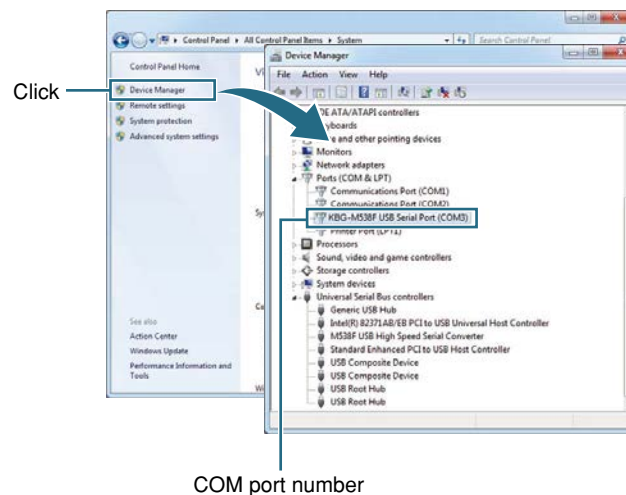 Control Panel ▸ All Control Panel Items ▸ System
Search Control Panel
Control Panel Home
Device Manager
Remote settings
System protection
Advanced system settings
See also
Action Center
Windows Update
Performance Information and
Tools
Click
Device Manager
File Action View Help
ATA/ATAPI controllers
and other pointing devices
Monitors
Network adapters
Ports (COM & LPT)
Communications Port (COM1)
Communications Port (COM2)
KBG-M538F USB Serial Port (COM3)
Printer Port (LPT1)
Processors
Sound, video and game controllers
Storage controllers
System devices
Universal Serial Bus controllers
Generic USB Hub
Intel(R) 82371AB/EB PCI to USB Universal Host Controller
M538F USB High Speed Serial Converter
Standard Enhanced PCI to USB Host Controller
USB Composite Device
USB Composite Device
USB Root Hub
USB Root Hub
COM port number